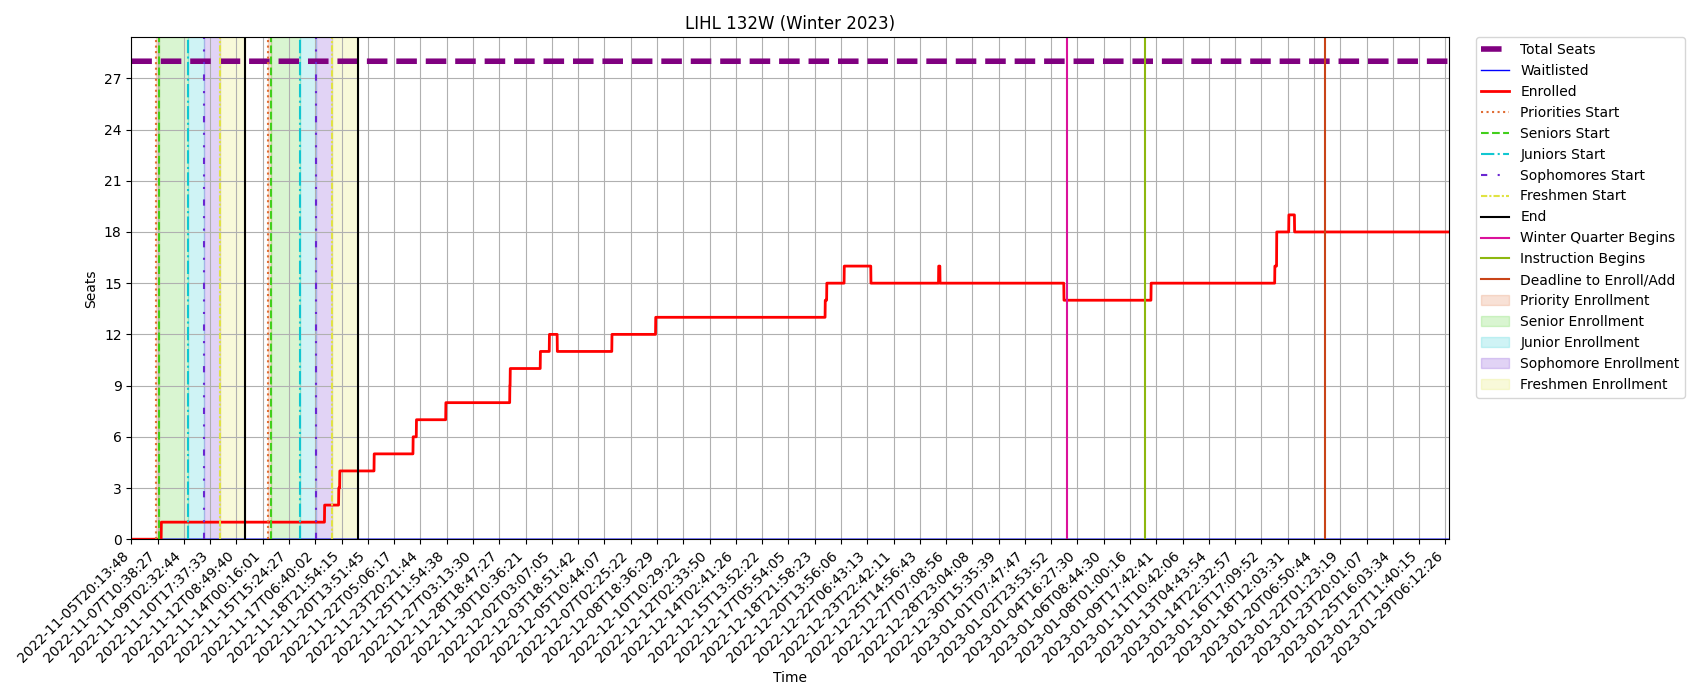 LIHL 132W (Winter 2023)
Seats
27
24
21
18
15
12
9
6
3
0
2022-11-05T20:13:48
2022-11-07T10:38:27
2022-11-09T02:32:44
2022-11-10T17:37:33
2022-11-12T08:49:40
2022-11-14T00:16:01
2022-11-15T15:24:27
2022-11-17T06:40:02
2022-11-18T21:54:15
2022-11-20T13:51:45
2022-11-22T05:06:17
2022-11-23T20:21:44
2022-11-25T11:54:38
2022-11-27T03:13:30
2022-11-28T18:47:27
2022-11-30T10:36:21
2022-12-02T03:07:05
2022-12-03T18:51:42
2022-12-05T10:44:07
2022-12-07T02:25:22
2022-12-08T18:36:29
2022-12-10T10:29:22
2022-12-12T02:33:50
2022-12-14T02:41:26
2022-12-15T13:52:22
2022-12-17T05:54:05
2022-12-18T21:58:23
2022-12-20T13:56:06
2022-12-22T06:43:13
2022-12-23T22:42:11
2022-12-25T14:56:43
2022-12-27T07:08:56
2022-12-28T23:04:08
2022-12-30T15:35:39
2023-01-01T07:47:47
2023-01-02T23:53:52
2023-01-04T16:27:30
2023-01-06T08:44:30
2023-01-08T01:00:16
2023-01-09T17:42:41
2023-01-11T10:42:06
2023-01-13T04:43:54
2023-01-14T22:32:57
2023-01-16T17:09:52
2023-01-18T12:03:31
2023-01-20T06:50:44
2023-01-22T01:23:19
2023-01-23T20:01:07
2023-01-25T16:03:34
2023-01-27T11:40:15
2023-01-29T06:12:26
Time
Total Seats
Waitlisted
Enrolled
Priorities Start
Seniors Start
Juniors Start
Sophomores Start
Freshmen Start
End
Winter Quarter Begins
Instruction Begins
Deadline to Enroll/Add
Priority Enrollment
Senior Enrollment
Junior Enrollment
Sophomore Enrollment
Freshmen Enrollment